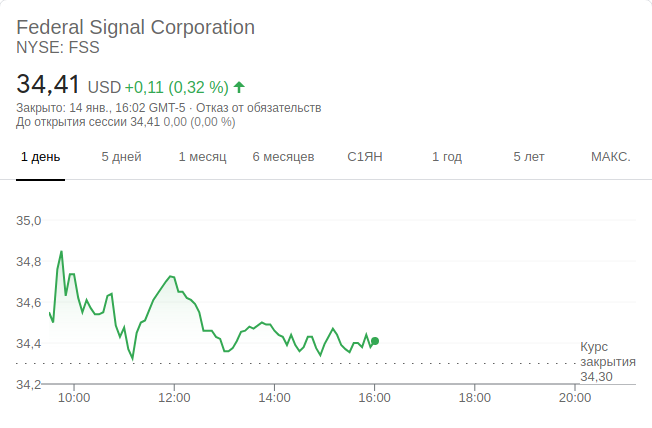 Federal Signal Corporation
NYSE: FSS
34,41 USD +0,11 (0,32 %)
Закрыто: 14 янв., 16:02 GMT-5 · Отказ от обязательств
До открытия сессии 34,41 0,00 (0,00 %)
1 день 5 дней 1 месяц 6 месяцев С1ЯН 1 год 5 лет МАКС.
35,0
34,8
34,6
34,4
Курс
закрытия
34,30
34,2
10:00 12:00 14:00 16:00 18:00 20:00